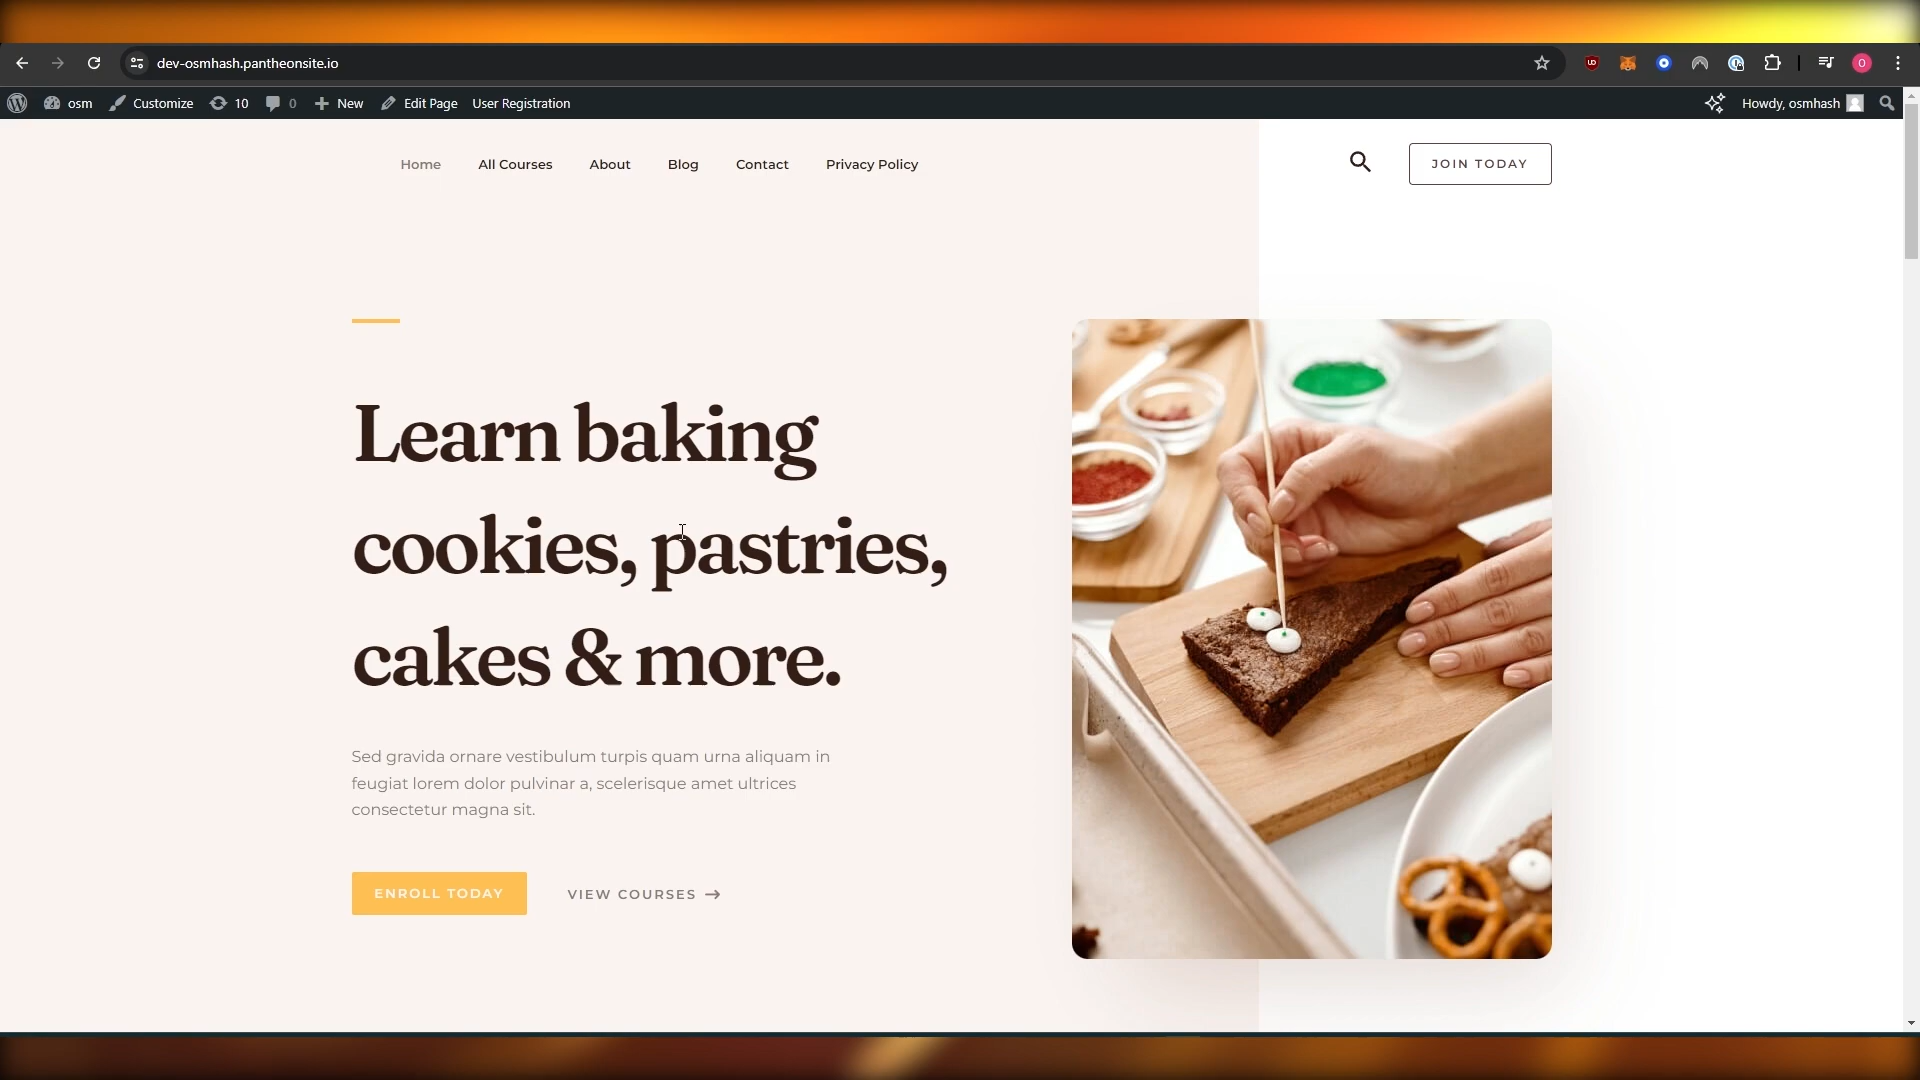 dev-osmhash.pantheonsite.io
osm
Customize
10
0
New
Edit Page
User Registration
Howdy, osmhash
Home
All Courses
About
Blog
Contact
Privacy Policy
JOIN TODAY
Learn baking
cookies, pastries,
cakes & more.
Sed gravida ornare vestibulum turpis quam urna aliquam in
feugiat lorem dolor pulvinar a, scelerisque amet ultrices
consectetur magna sit.
ENROLL TODAY
VIEW COURSES →